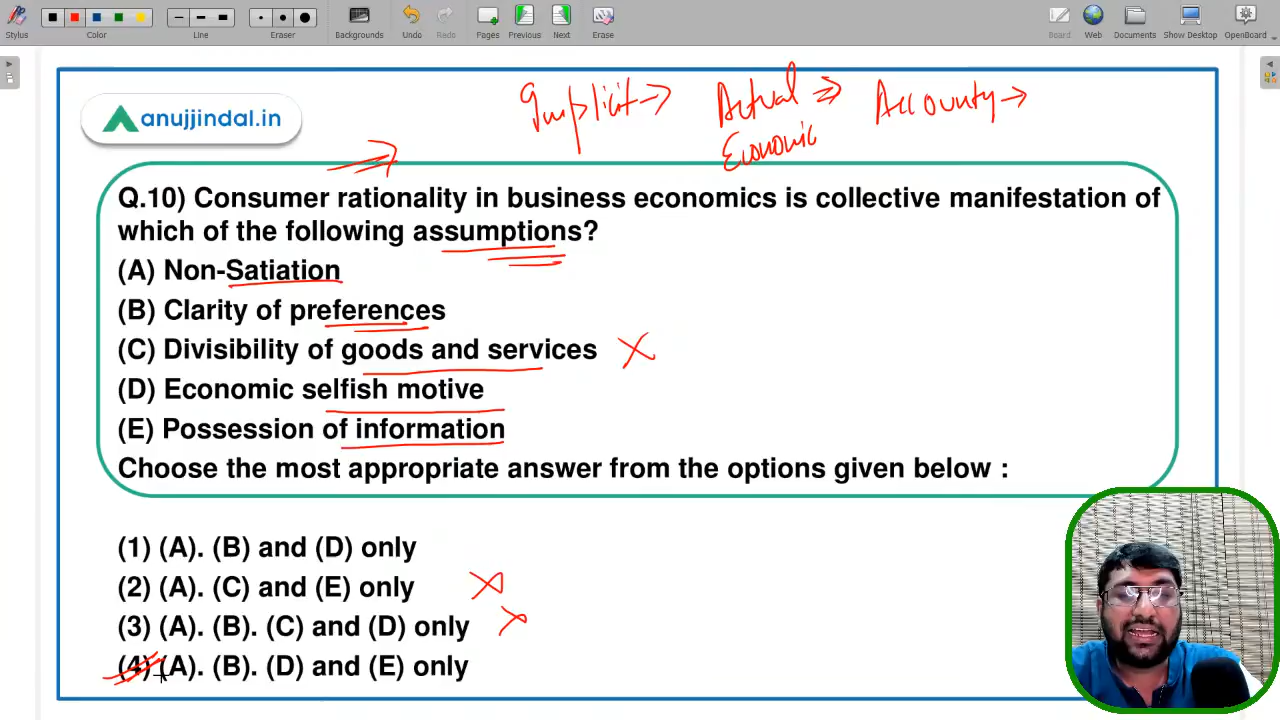 Stylus
Color
Line
Eraser
Backgrounds
Undo
Redo
Pages
Previous
Next
Erase
Board
Web
Documents
Show Desktop
OpenBoard
Implicit → Actual ⇒ Accounty →
Economic
anujjindal.in
Q.10) Consumer rationality in business economics is collective manifestation of
which of the following assumptions?
(A) Non-Satiation
(B) Clarity of preferences
(C) Divisibility of goods and services
(D) Economic selfish motive
(E) Possession of information
Choose the most appropriate answer from the options given below :
(1) (A). (B) and (D) only
(2) (A). (C) and (E) only
(3) (A). (B). (C) and (D) only
(4) (A). (B). (D) and (E) only